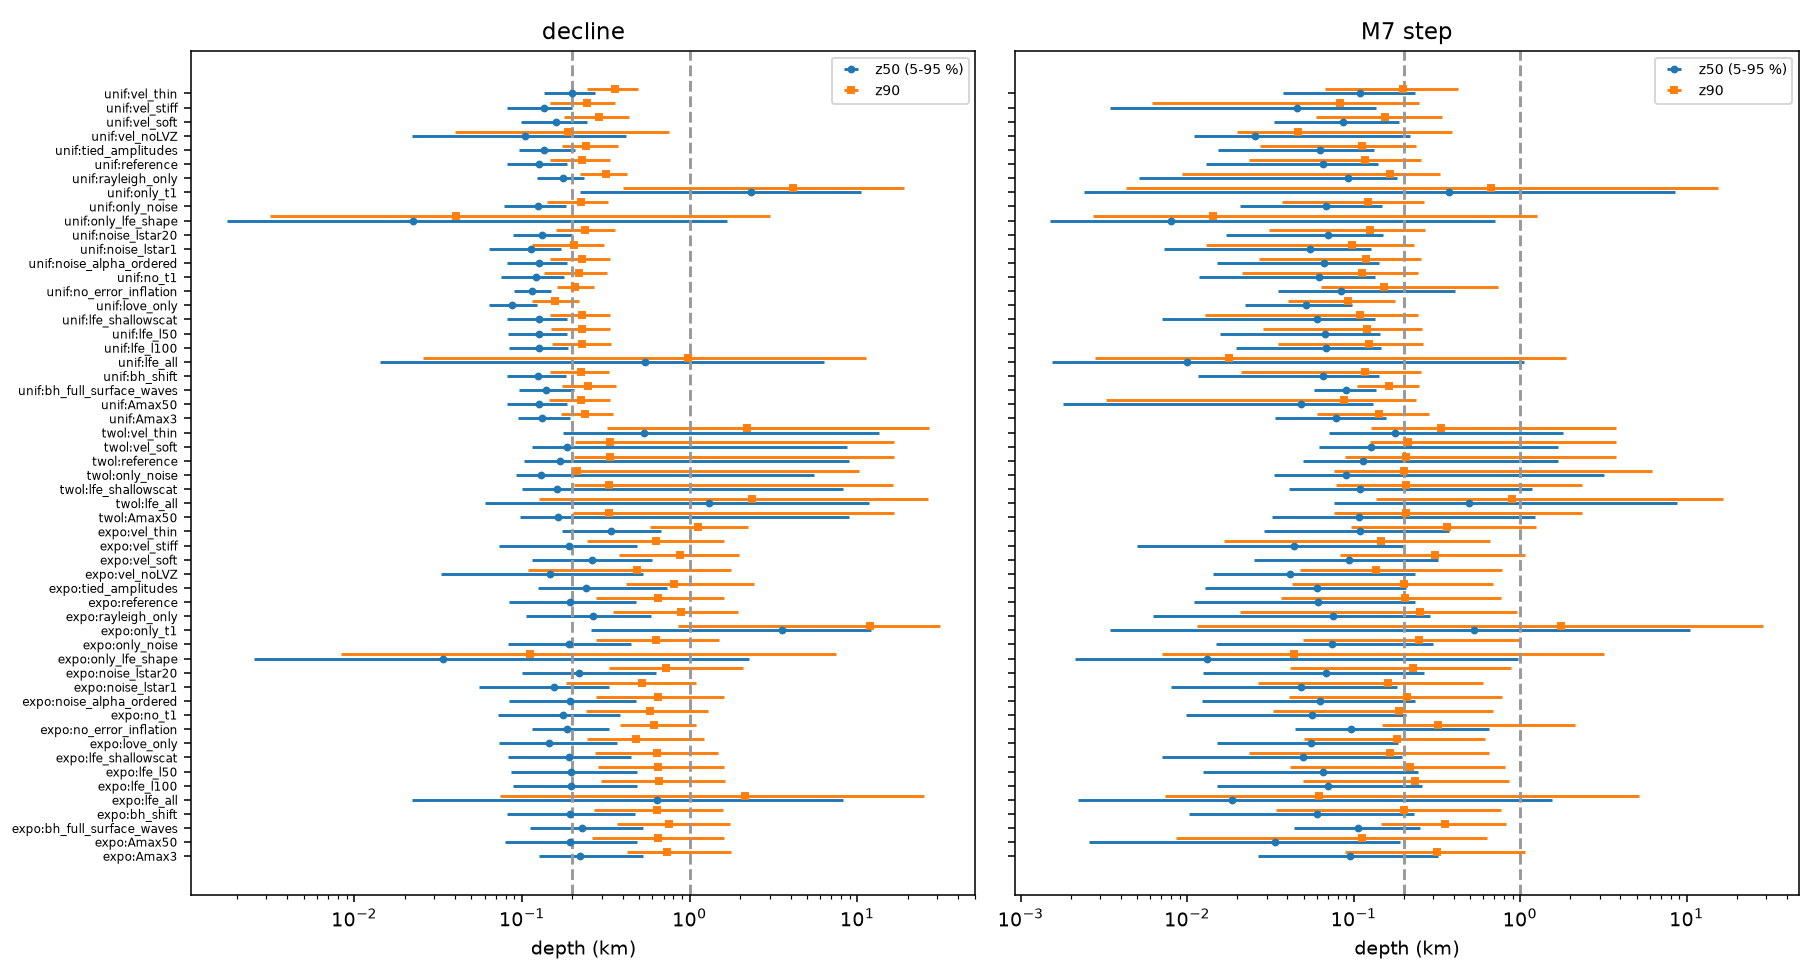 decline
M7 step
z50 (5-95 %)
z90
z50 (5-95 %)
z90
unif:vel_thin
unif:vel_stiff
unif:vel_soft
unif:vel_noLVZ
unif:tied_amplitudes
unif:reference
unif:rayleigh_only
unif:only_t1
unif:only_noise
unif:only_lfe_shape
unif:noise_lstar20
unif:noise_lstar1
unif:noise_alpha_ordered
unif:no_t1
unif:no_error_inflation
unif:love_only
unif:lfe_shallowscat
unif:lfe_l50
unif:lfe_l100
unif:lfe_all
unif:bh_shift
unif:bh_full_surface_waves
unif:Amax50
unif:Amax3
twol:vel_thin
twol:vel_soft
twol:reference
twol:only_noise
twol:lfe_shallowscat
twol:lfe_all
twol:Amax50
expo:vel_thin
expo:vel_stiff
expo:vel_soft
expo:vel_noLVZ
expo:tied_amplitudes
expo:reference
expo:rayleigh_only
expo:only_t1
expo:only_noise
expo:only_lfe_shape
expo:noise_lstar20
expo:noise_lstar1
expo:noise_alpha_ordered
expo:no_t1
expo:no_error_inflation
expo:love_only
expo:lfe_shallowscat
expo:lfe_l50
expo:lfe_l100
expo:lfe_all
expo:bh_shift
expo:bh_full_surface_waves
expo:Amax50
expo:Amax3
10⁻² 10⁻¹ 10⁰ 10¹
10⁻³ 10⁻² 10⁻¹ 10⁰ 10¹
depth (km)
depth (km)